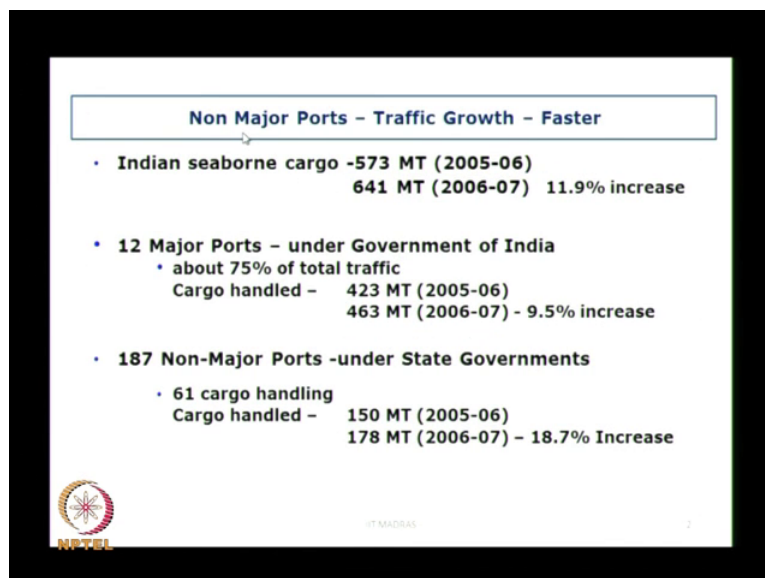 Non Major Ports – Traffic Growth – Faster
• Indian seaborne cargo -573 MT (2005-06)
641 MT (2006-07) 11.9% increase
• 12 Major Ports – under Government of India
• about 75% of total traffic
Cargo handled – 423 MT (2005-06)
463 MT (2006-07) - 9.5% increase
• 187 Non-Major Ports -under State Governments
• 61 cargo handling
Cargo handled – 150 MT (2005-06)
178 MT (2006-07) – 18.7% Increase
IIT MADRAS 2
NPTEL